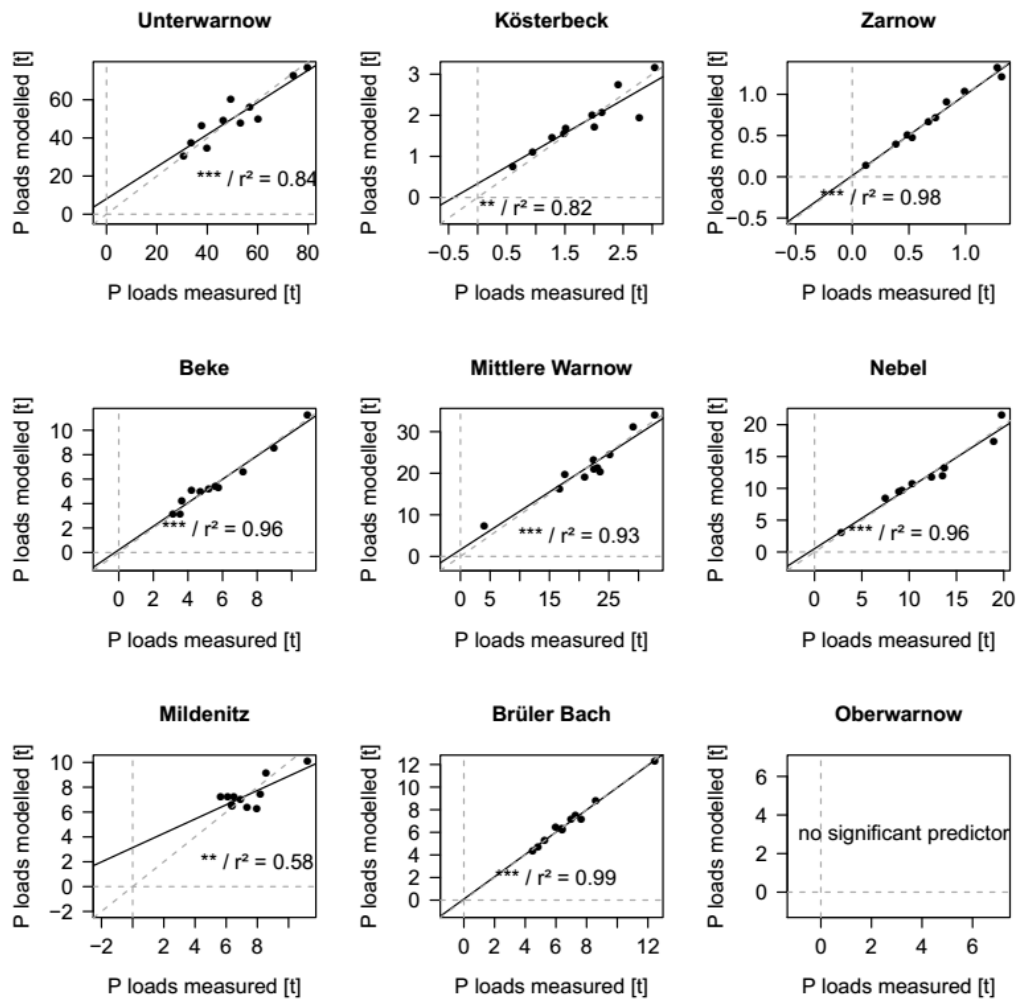 Unterwarnow
P loads modelled [t]
60
40
20
0
*** / r² = 0.84
0 20 40 60 80
P loads measured [t]
Kösterbeck
P loads modelled [t]
3
2
1
0
** / r² = 0.82
−0.5 0.5 1.5 2.5
P loads measured [t]
Zarnow
P loads modelled [t]
1.0
0.5
0.0
−0.5
*** / r² = 0.98
−0.5 0.0 0.5 1.0
P loads measured [t]
Beke
P loads modelled [t]
10
8
6
4
2
0
*** / r² = 0.96
0 2 4 6 8
P loads measured [t]
Mittlere Warnow
P loads modelled [t]
30
20
10
0
*** / r² = 0.93
0 5 15 25
P loads measured [t]
Nebel
P loads modelled [t]
20
15
10
5
0
*** / r² = 0.96
0 5 10 15 20
P loads measured [t]
Mildenitz
P loads modelled [t]
10
8
6
4
2
0
−2
** / r² = 0.58
−2 0 2 4 6 8
P loads measured [t]
Brüler Bach
P loads modelled [t]
12
10
8
6
4
2
0
*** / r² = 0.99
0 2 4 6 8 12
P loads measured [t]
Oberwarnow
P loads modelled [t]
6
4
2
0
no significant predictor
0 2 4 6
P loads measured [t]